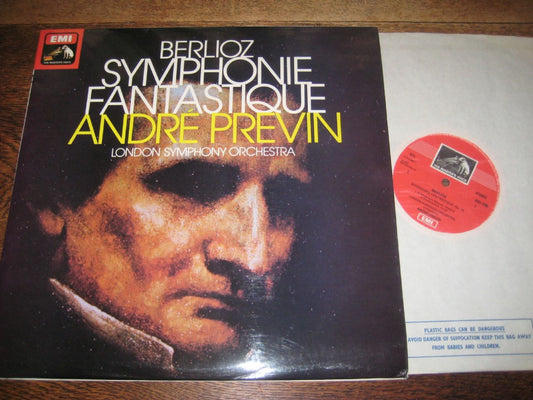 EMI
BERLIOZ
SYMPHONIE
FANTASTIQUE
ANDRÉ PREVIN
LONDON SYMPHONY ORCHESTRA
EMI
PLASTIC BAGS CAN BE DANGEROUS
AVOID DANGER OF SUFFOCATION KEEP THIS BAG AWAY
FROM BABIES AND CHILDREN.